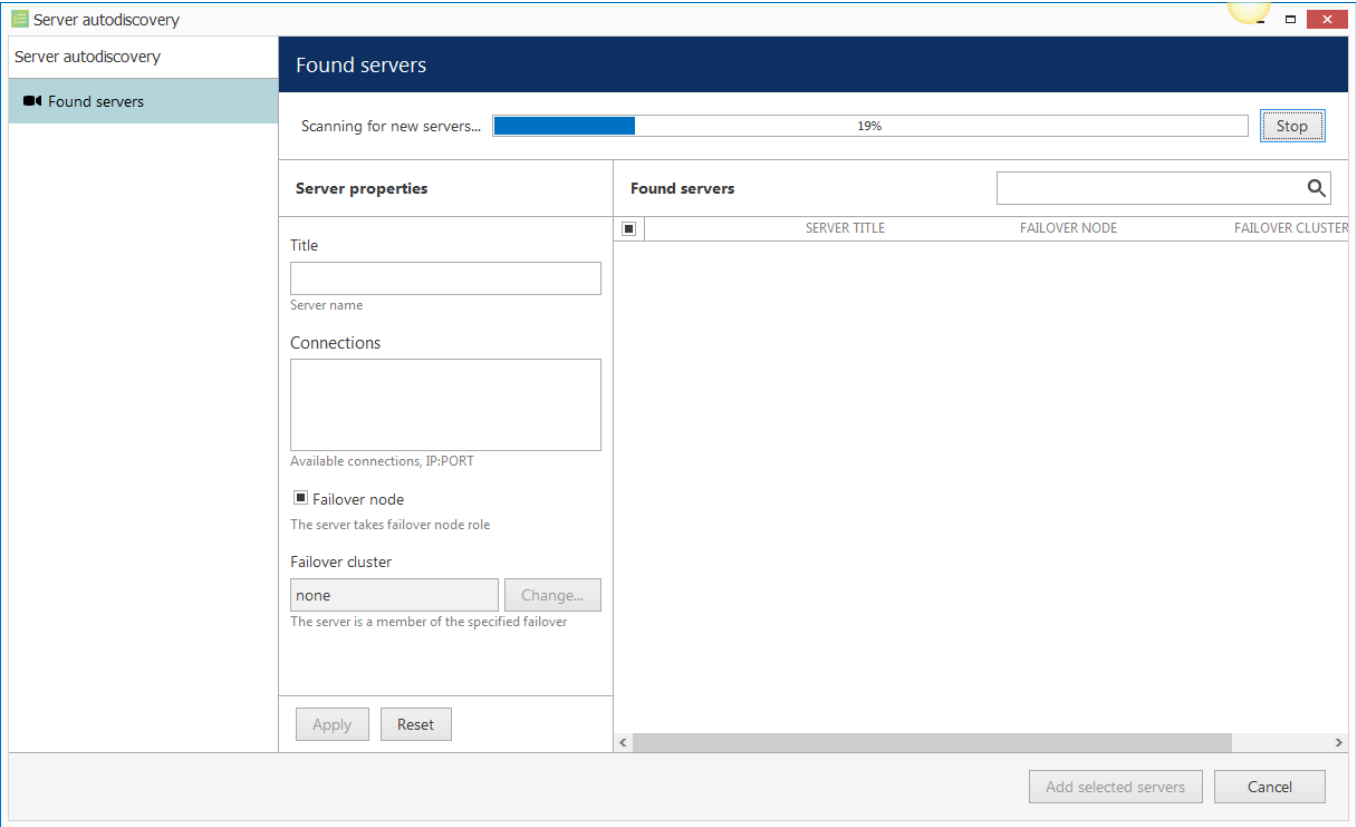 Server autodiscovery
Server autodiscovery
Found servers
Found servers
Scanning for new servers...
19%
Stop
Server properties
Title
Server name
Connections
Available connections, IP:PORT
Failover node
The server takes failover node role
Failover cluster
none
Change...
The server is a member of the specified failover
Apply
Reset
Found servers
SERVER TITLE
FAILOVER NODE
FAILOVER CLUSTER
Add selected servers
Cancel